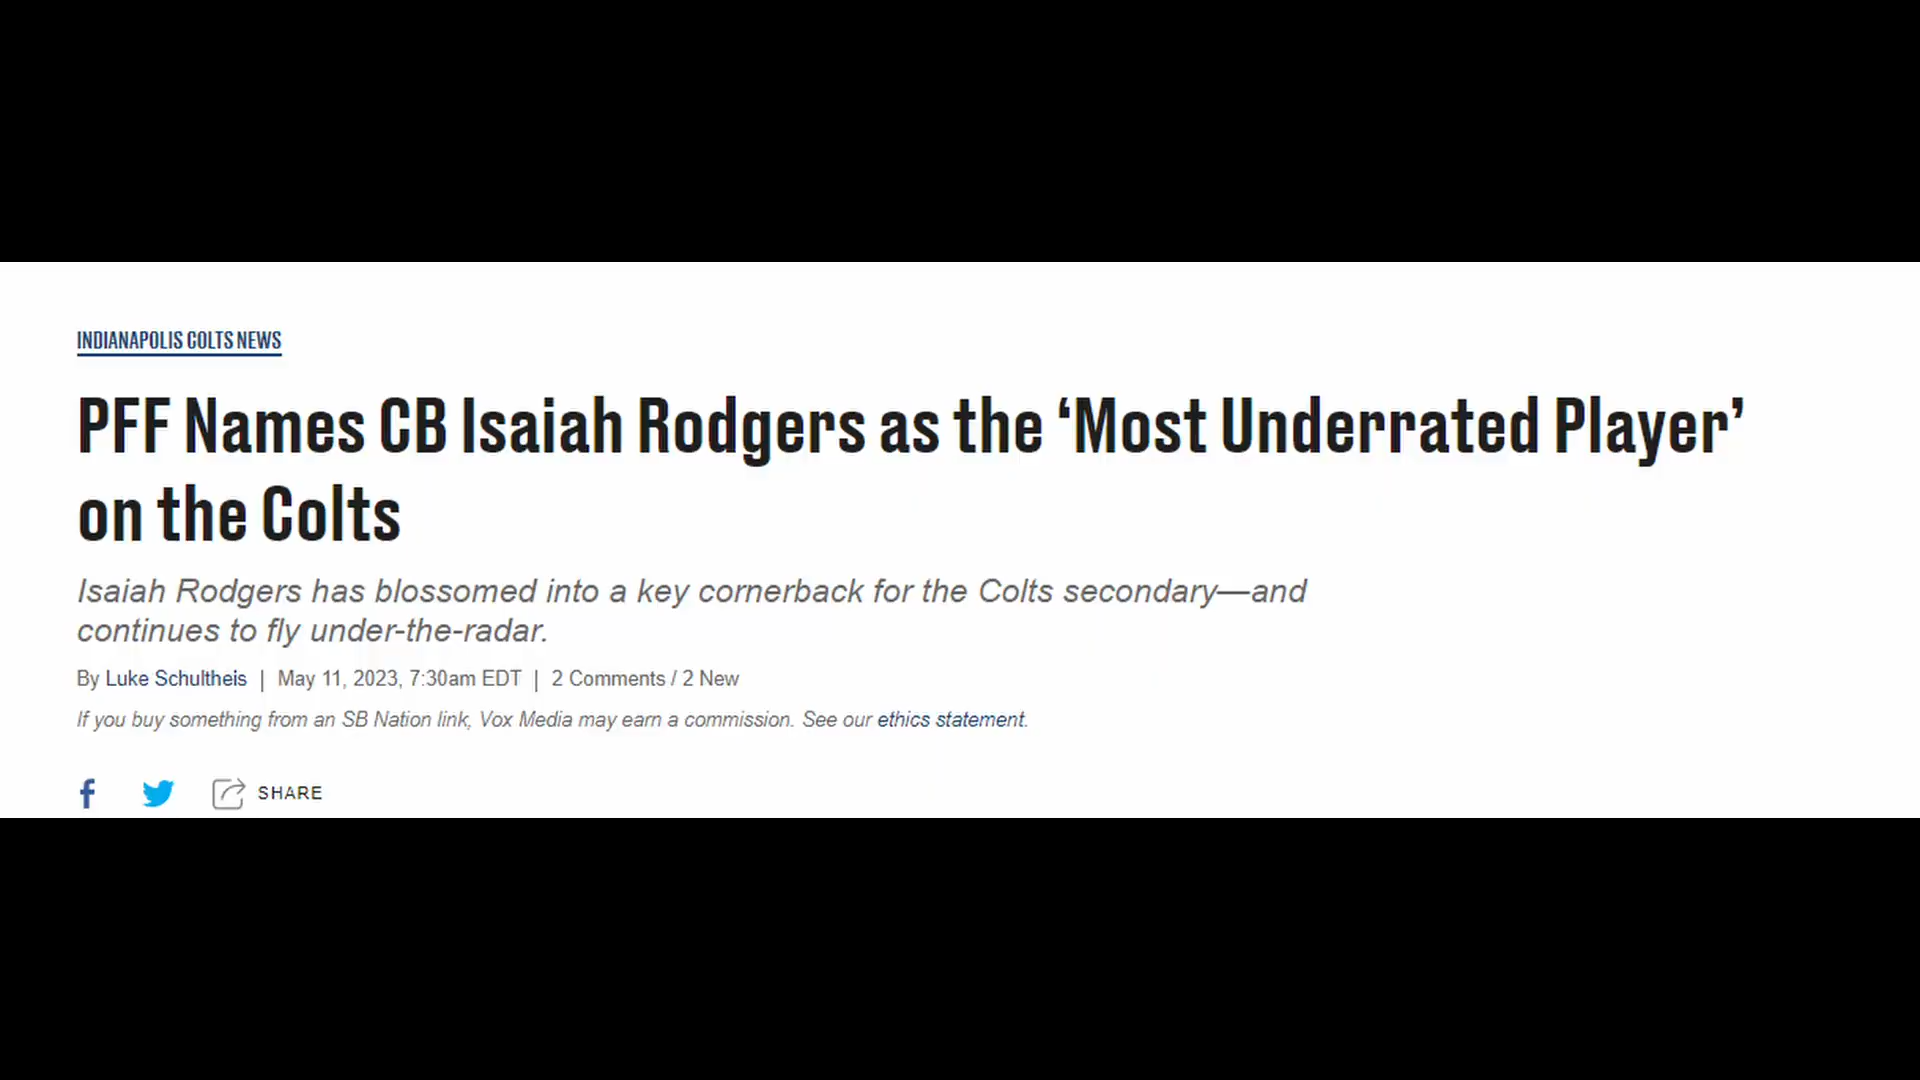 INDIANAPOLIS COLTS NEWS
PFF Names CB Isaiah Rodgers as the ‘Most Underrated Player’
on the Colts
Isaiah Rodgers has blossomed into a key cornerback for the Colts secondary—and
continues to fly under-the-radar.
By Luke Schultheis | May 11, 2023, 7:30am EDT | 2 Comments / 2 New
If you buy something from an SB Nation link, Vox Media may earn a commission. See our ethics statement.
SHARE